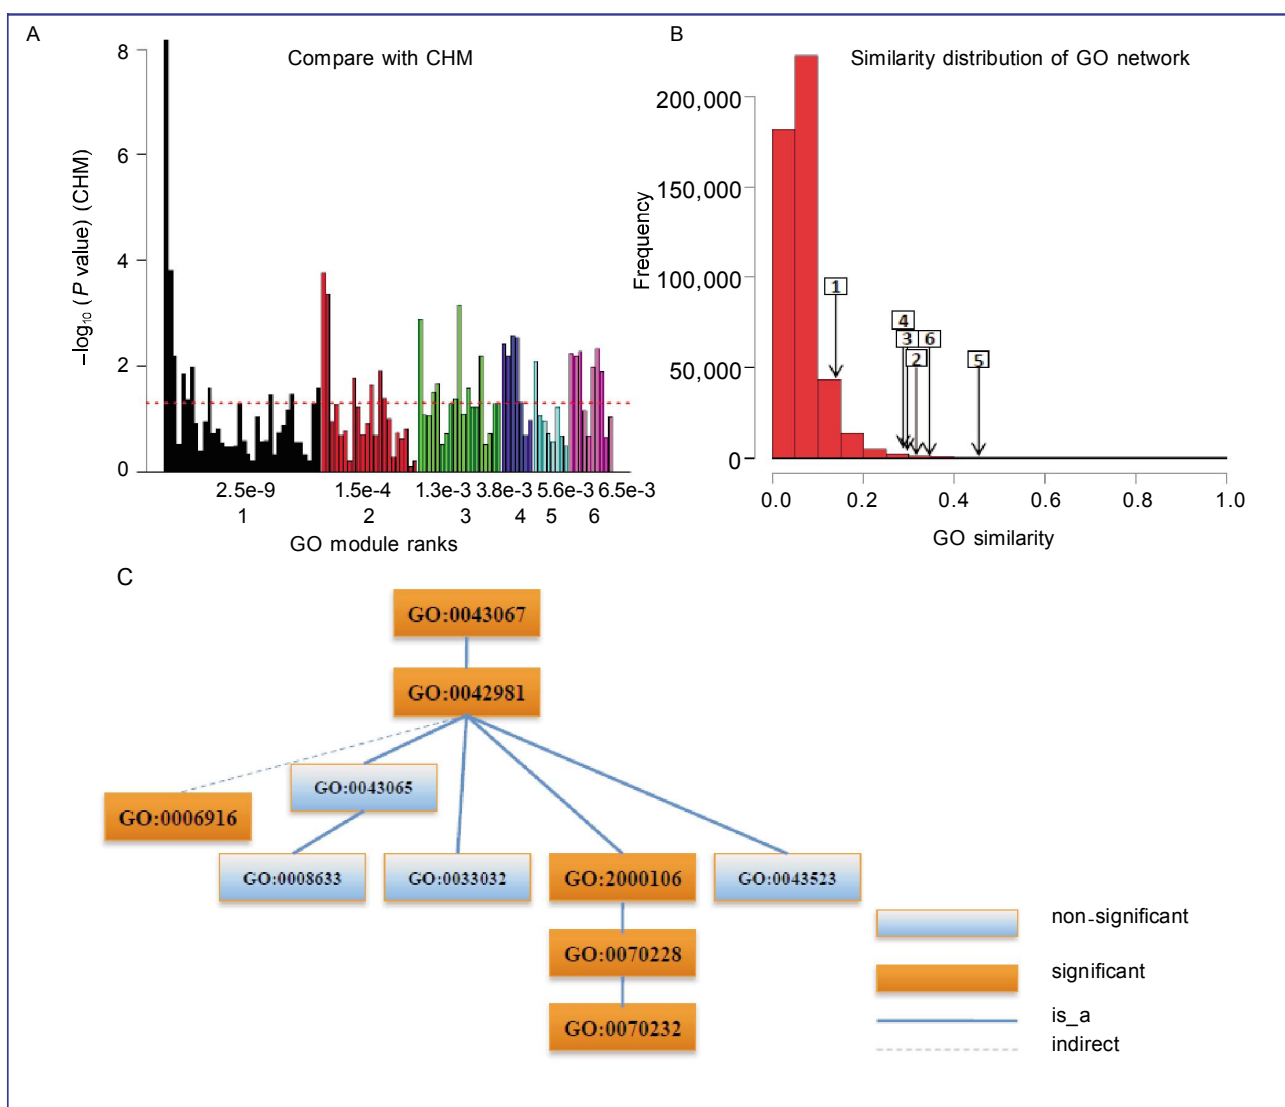 A
Compare with CHM
8
6
4
2
0
–log10 (P value) (CHM)
2.5e-9 1.5e-4 1.3e-3 3.8e-3 5.6e-3 6.5e-3
1 2 3 4 5 6
GO module ranks
B
Similarity distribution of GO network
200,000
150,000
100,000
50,000
0
Frequency
1
4
3 6
2 5
0.0 0.2 0.4 0.6 0.8 1.0
GO similarity
C
GO:0043067
GO:0042981
GO:0043065
GO:0006916
GO:0008633 GO:0033032 GO:2000106 GO:0043523
GO:0070228
GO:0070232
non-significant
significant
is_a
indirect